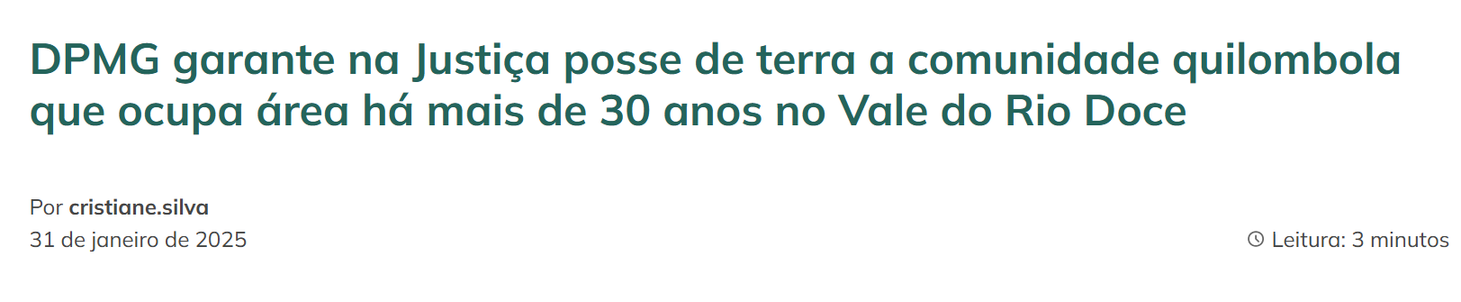 DPMG garante na Justiça posse de terra a comunidade quilombola
que ocupa área há mais de 30 anos no Vale do Rio Doce
Por cristiane.silva
31 de janeiro de 2025
Leitura: 3 minutos